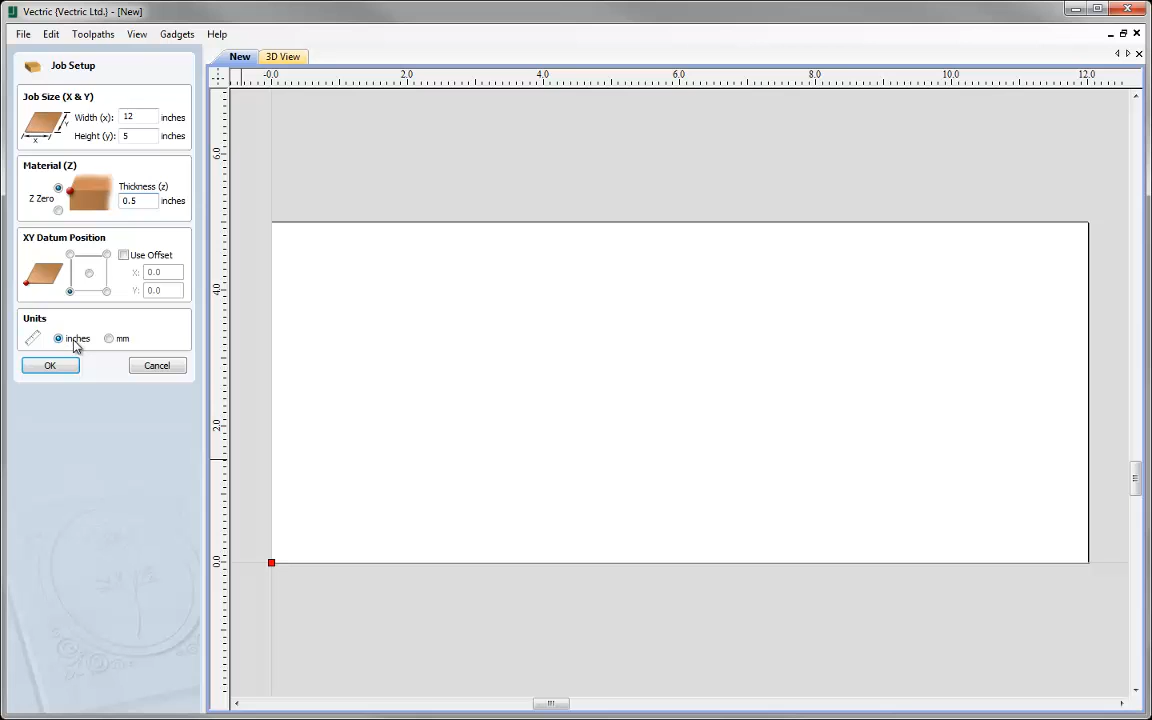 Vectric {Vectric Ltd.} - [New]
File Edit Toolpaths View Gadgets Help
New 3D View
Job Setup
Job Size (X & Y)
Width (x): 12 inches
Height (y): 5 inches
Y
X
Material (Z)
Thickness (z)
Z Zero
0.5 inches
XY Datum Position
Use Offset
X: 0.0
Y: 0.0
Units
inches mm
OK Cancel
-0.0 2.0 4.0 6.0 8.0 10.0 12.0
6.0
4.0
2.0
0.0